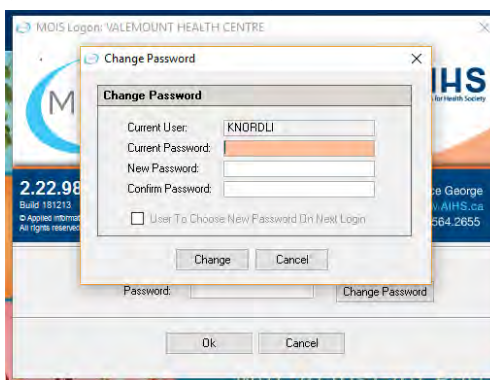 MOIS Logon: VALEMOUNT HEALTH CENTRE
Change Password
M
AIHS
for Health Society
Change Password
Current User: KNORDLI
Current Password:
New Password:
Confirm Password:
User To Choose New Password On Next Login
Change Cancel
2.22.98
Build 181213
© Applied Informat
All rights reserved
ce George
.AIHS.ca
564.2655
Password: Change Password
Ok Cancel